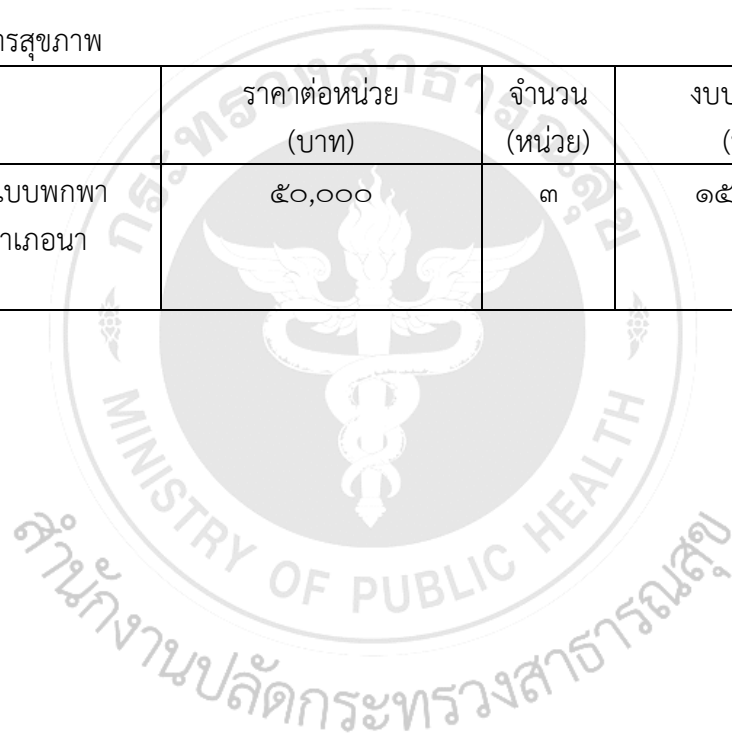 ารสุขภาพ
ราคาต่อหน่วย จำนวน งบป
(บาท) (หน่วย) (
แบบพกพา ๕๐,๐๐๐ ๓ ๑๕
าเภอนา
กระทรวงสาธารณสุข
MINISTRY OF PUBLIC HEALTH
สำนักงานปลัดกระทรวงสาธารณสุข